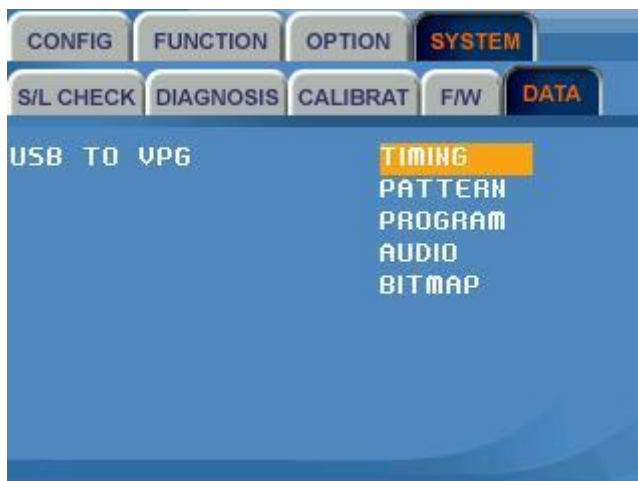 CONFIG FUNCTION OPTION SYSTEM
S/L CHECK DIAGNOSIS CALIBRAT F/W DATA
USB TO VPG TIMING
PATTERN
PROGRAM
AUDIO
BITMAP